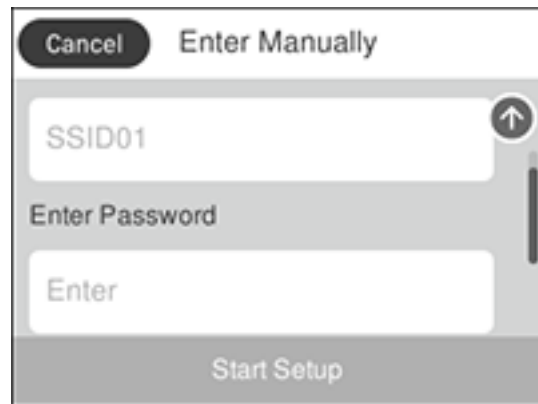 Cancel Enter Manually
SSID01
Enter Password
Enter
Start Setup